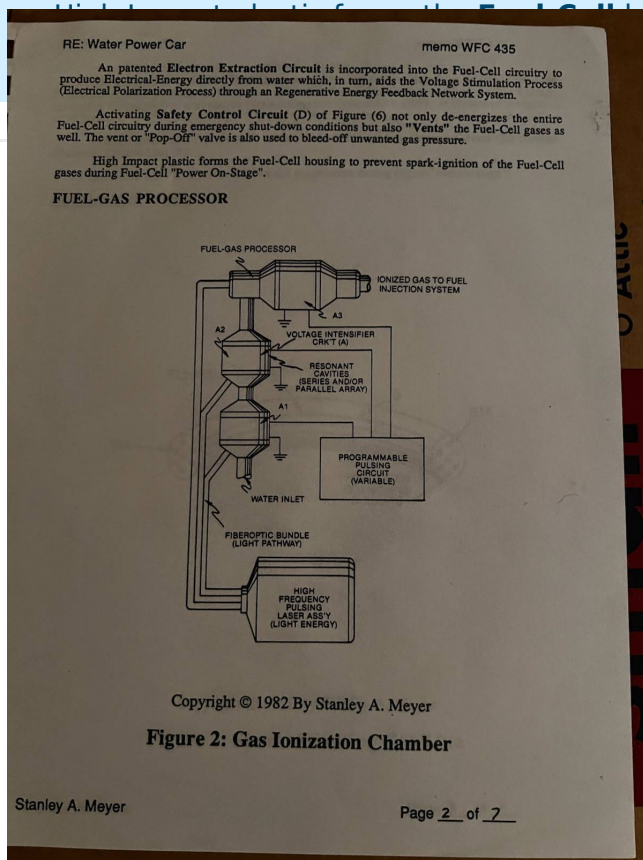 RE: Water Power Car
memo WFC 435
An patented Electron Extraction Circuit is incorporated into the Fuel-Cell circuitry to
produce Electrical-Energy directly from water which, in turn, aids the Voltage Stimulation Process
(Electrical Polarization Process) through an Regenerative Energy Feedback Network System.
Activating Safety Control Circuit (D) of Figure (6) not only de-energizes the entire
Fuel-Cell circuitry during emergency shut-down conditions but also "Vents" the Fuel-Cell gases as
well. The vent or "Pop-Off" valve is also used to bleed-off unwanted gas pressure.
High Impact plastic forms the Fuel-Cell housing to prevent spark-ignition of the Fuel-Cell
gases during Fuel-Cell "Power On-Stage".
FUEL-GAS PROCESSOR
FUEL-GAS PROCESSOR
IONIZED GAS TO FUEL
INJECTION SYSTEM
A3
A2
VOLTAGE INTENSIFIER
CRK'T (A)
RESONANT
CAVITIES
(SERIES AND/OR
PARALLEL ARRAY)
A1
PROGRAMMABLE
PULSING
CIRCUIT
(VARIABLE)
WATER INLET
FIBEROPTIC BUNDLE
(LIGHT PATHWAY)
HIGH
FREQUENCY
PULSING
LASER ASS'Y
(LIGHT ENERGY)
Copyright © 1982 By Stanley A. Meyer
Figure 2: Gas Ionization Chamber
Stanley A. Meyer
Page 2 of 7
Attic